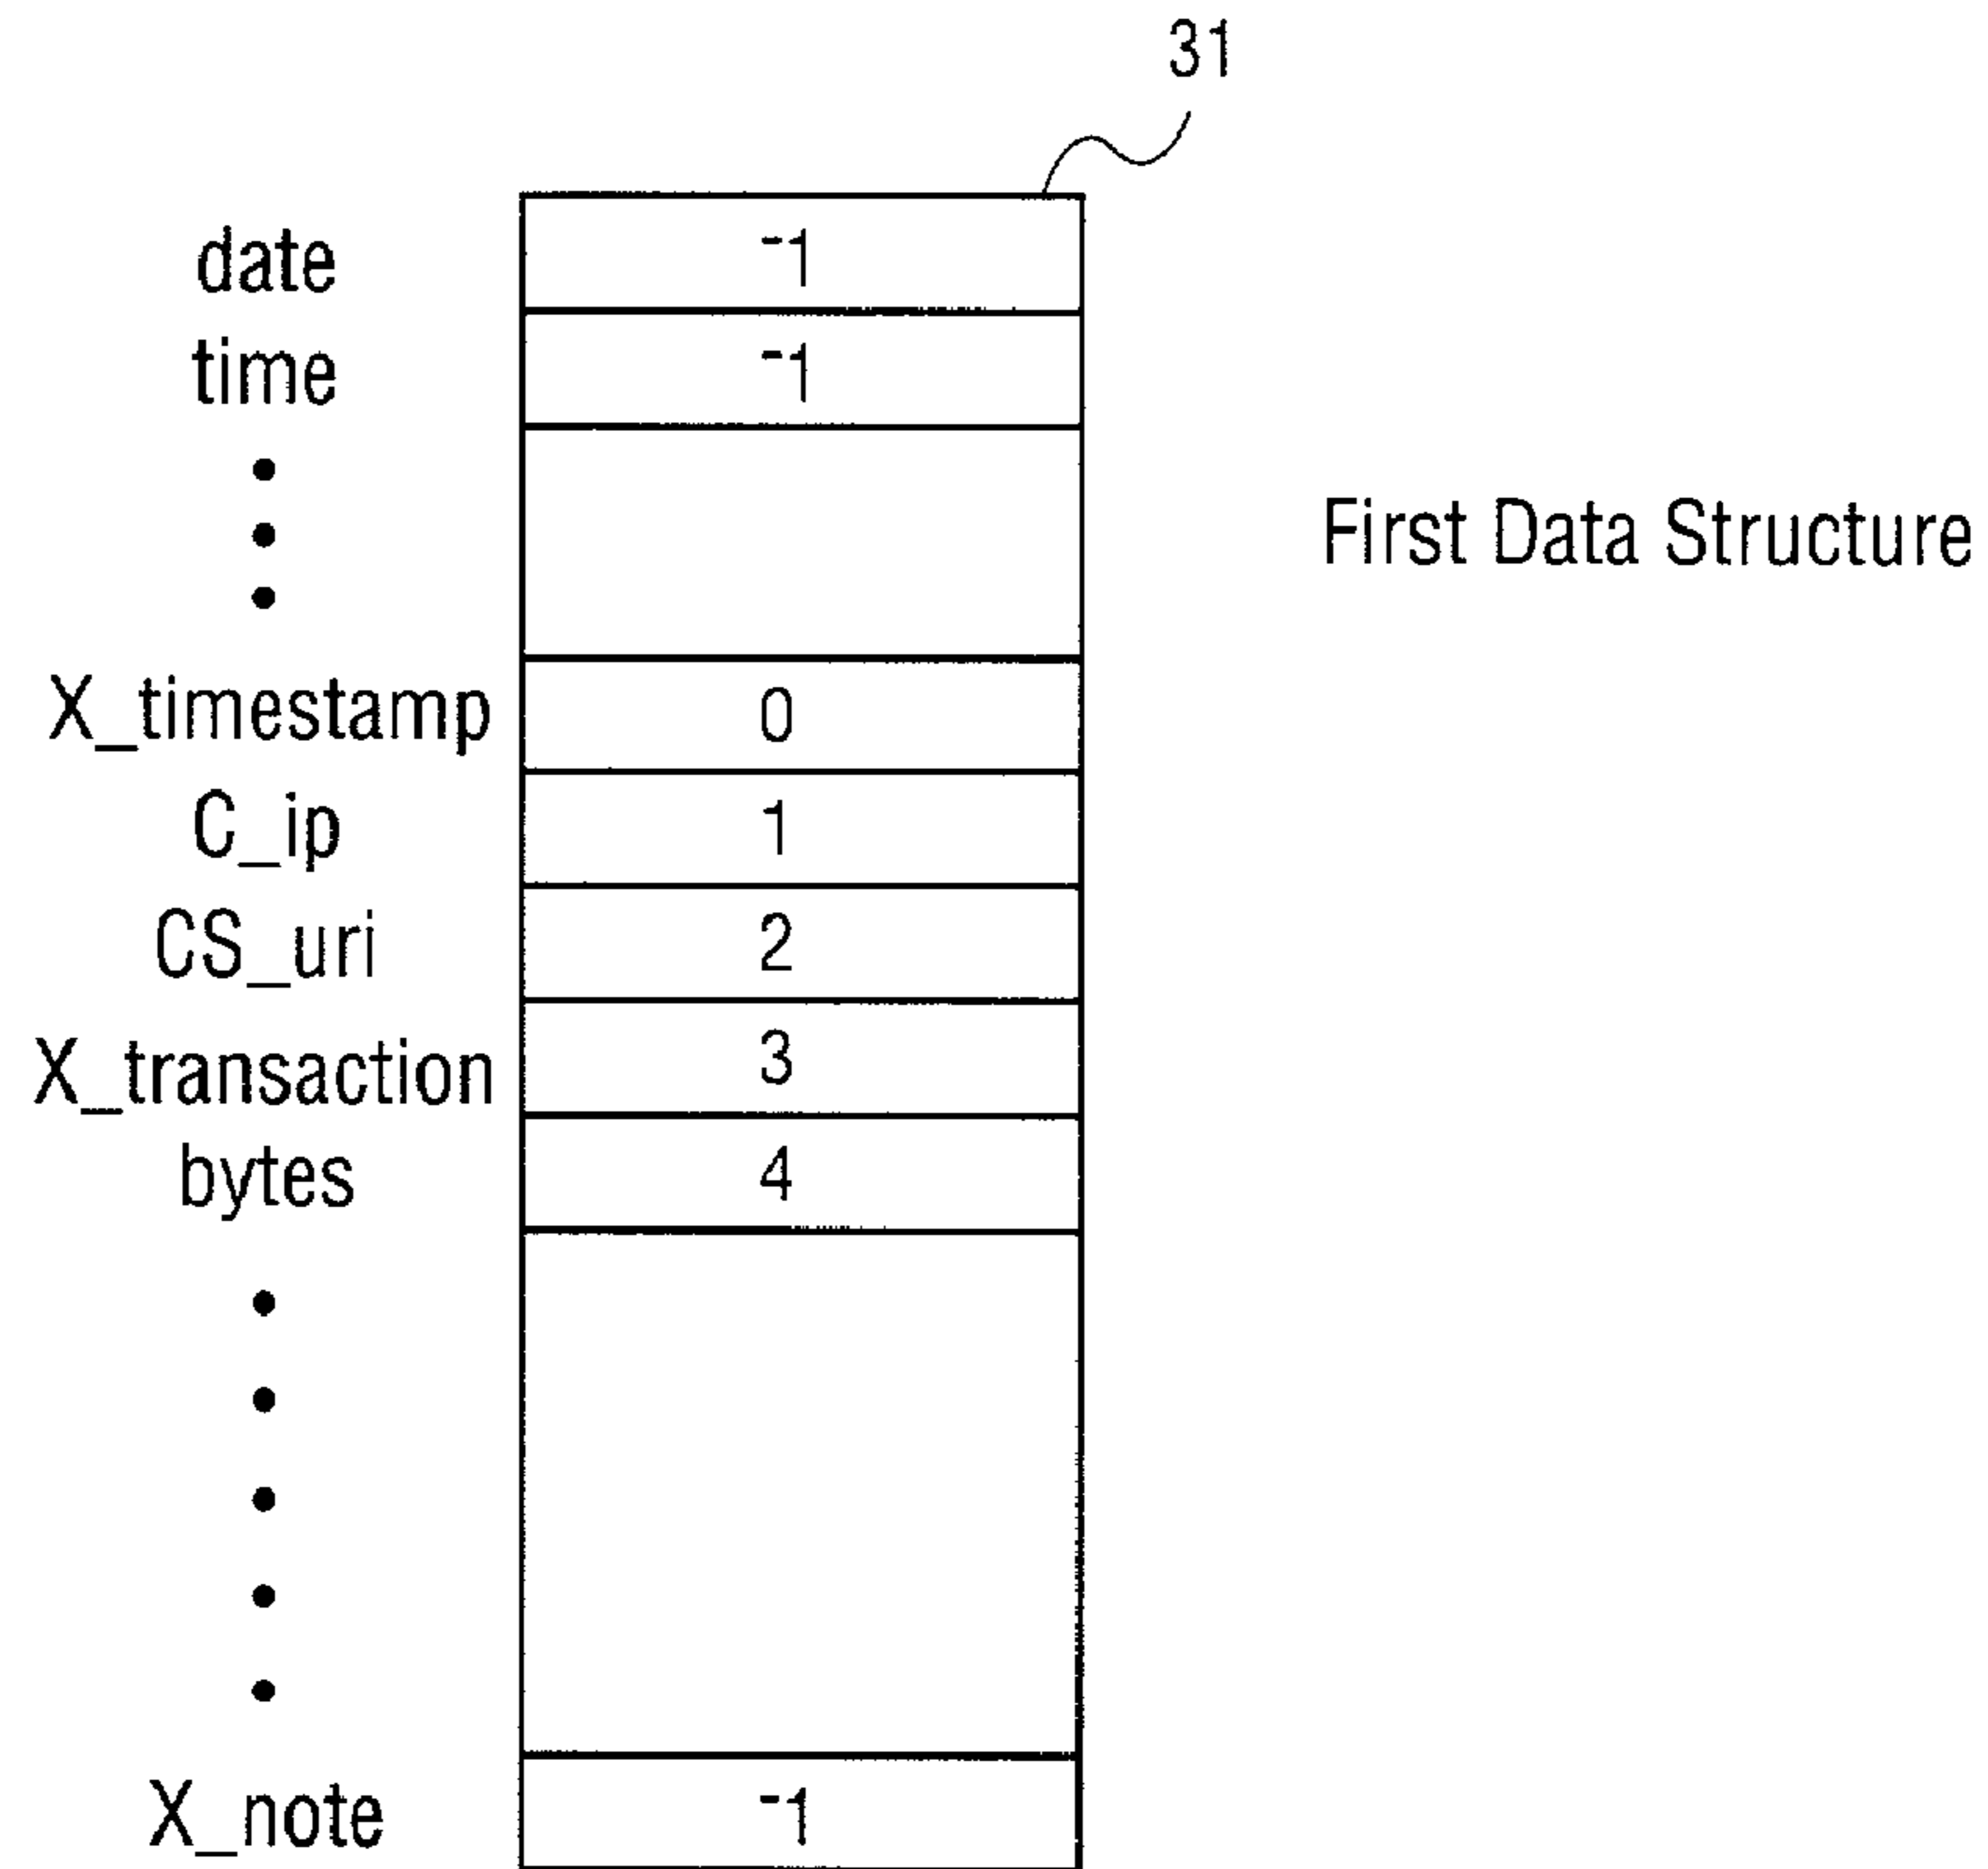 31
date -1
time -1
First Data Structure
X_timestamp 0
C_ip 1
CS_uri 2
X_transaction 3
bytes 4
X_note -1